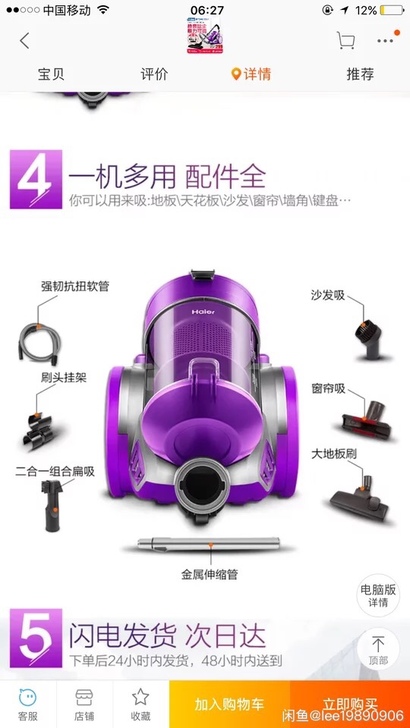 中国移动
06:27
12%
宝贝
评价
详情
推荐
4
一机多用 配件全
你可以用来吸:地板\天花板\沙发\窗帘\墙角\键盘…
强韧抗扭软管
沙发吸
Haier
刷头挂架
窗帘吸
二合一组合扁吸
大地板刷
金属伸缩管
电脑版
详情
5
闪电发货 次日达
下单后24小时内发货，48小时内送到
顶部
客服
店铺
收藏
加入购物车
立即购买
闲鱼@lee19890906